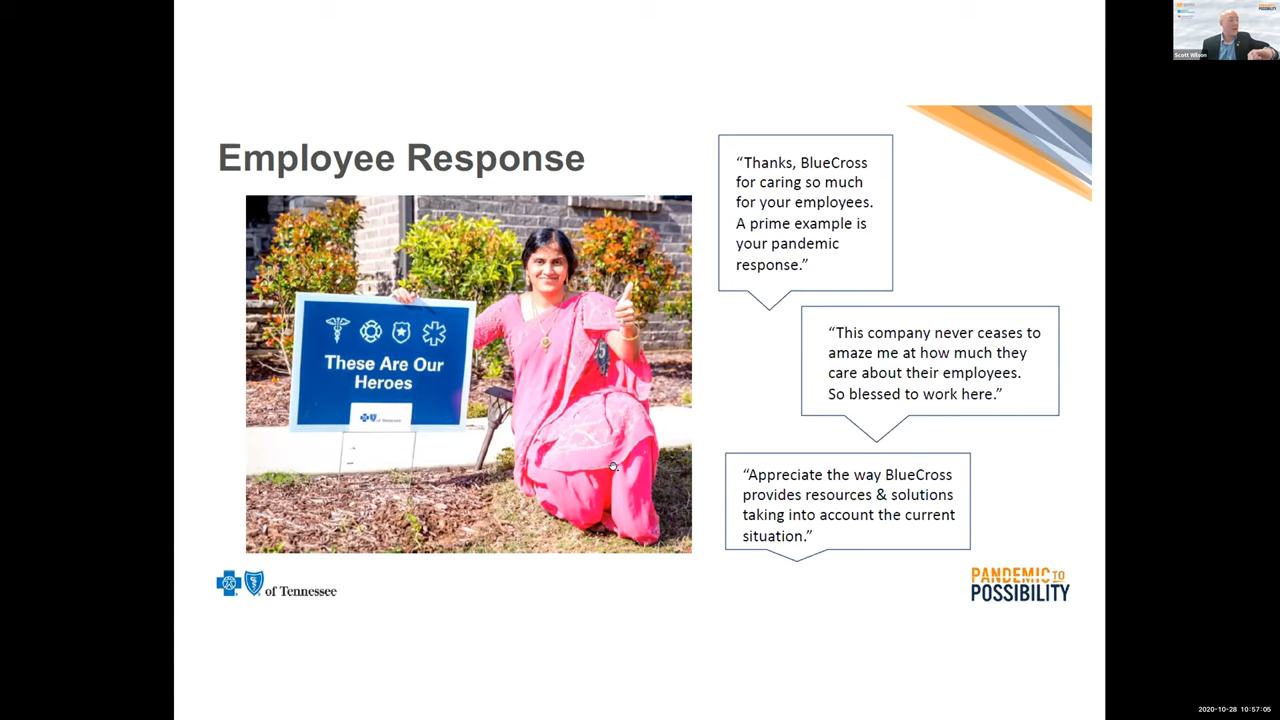 Employee Response
“Thanks, BlueCross
for caring so much
for your employees.
A prime example is
your pandemic
response.”
“This company never ceases to
amaze me at how much they
care about their employees.
So blessed to work here.”
“Appreciate the way BlueCross
provides resources & solutions
taking into account the current
situation.”
These Are Our
Heroes
of Tennessee
of Tennessee
PANDEMIC TO
POSSIBILITY
Scott Wilson
POSSIBILITY
2020-10-28 10:57:05